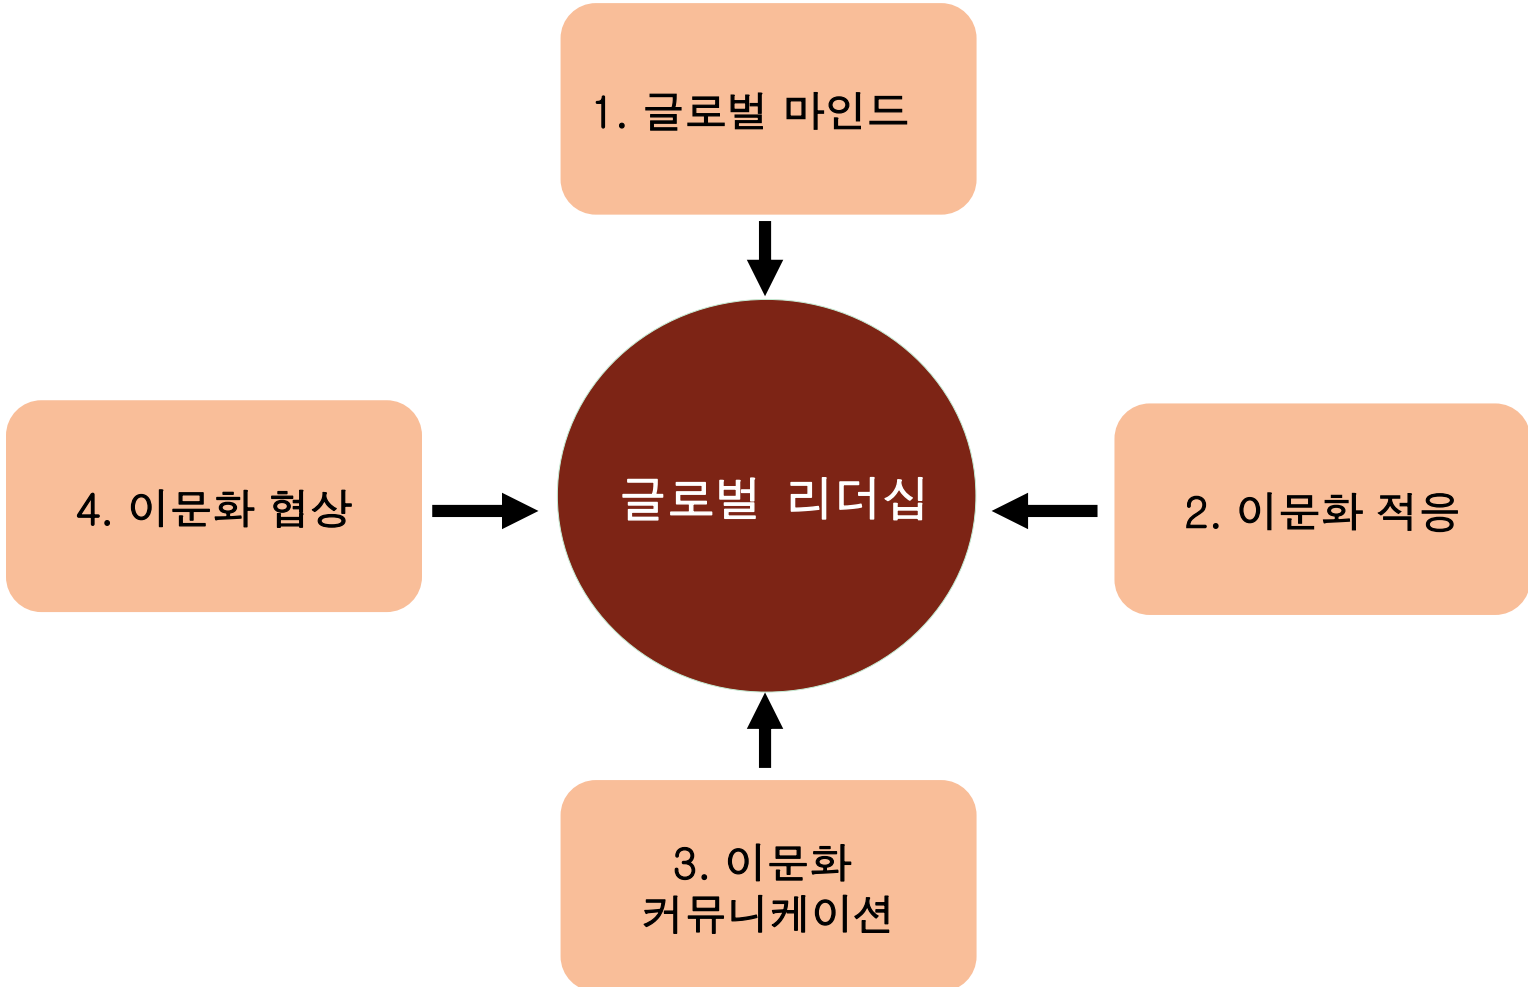 1. 글로벌 마인드
4. 이문화 협상
글로벌 리더십
2. 이문화 적응
3. 이문화
커뮤니케이션